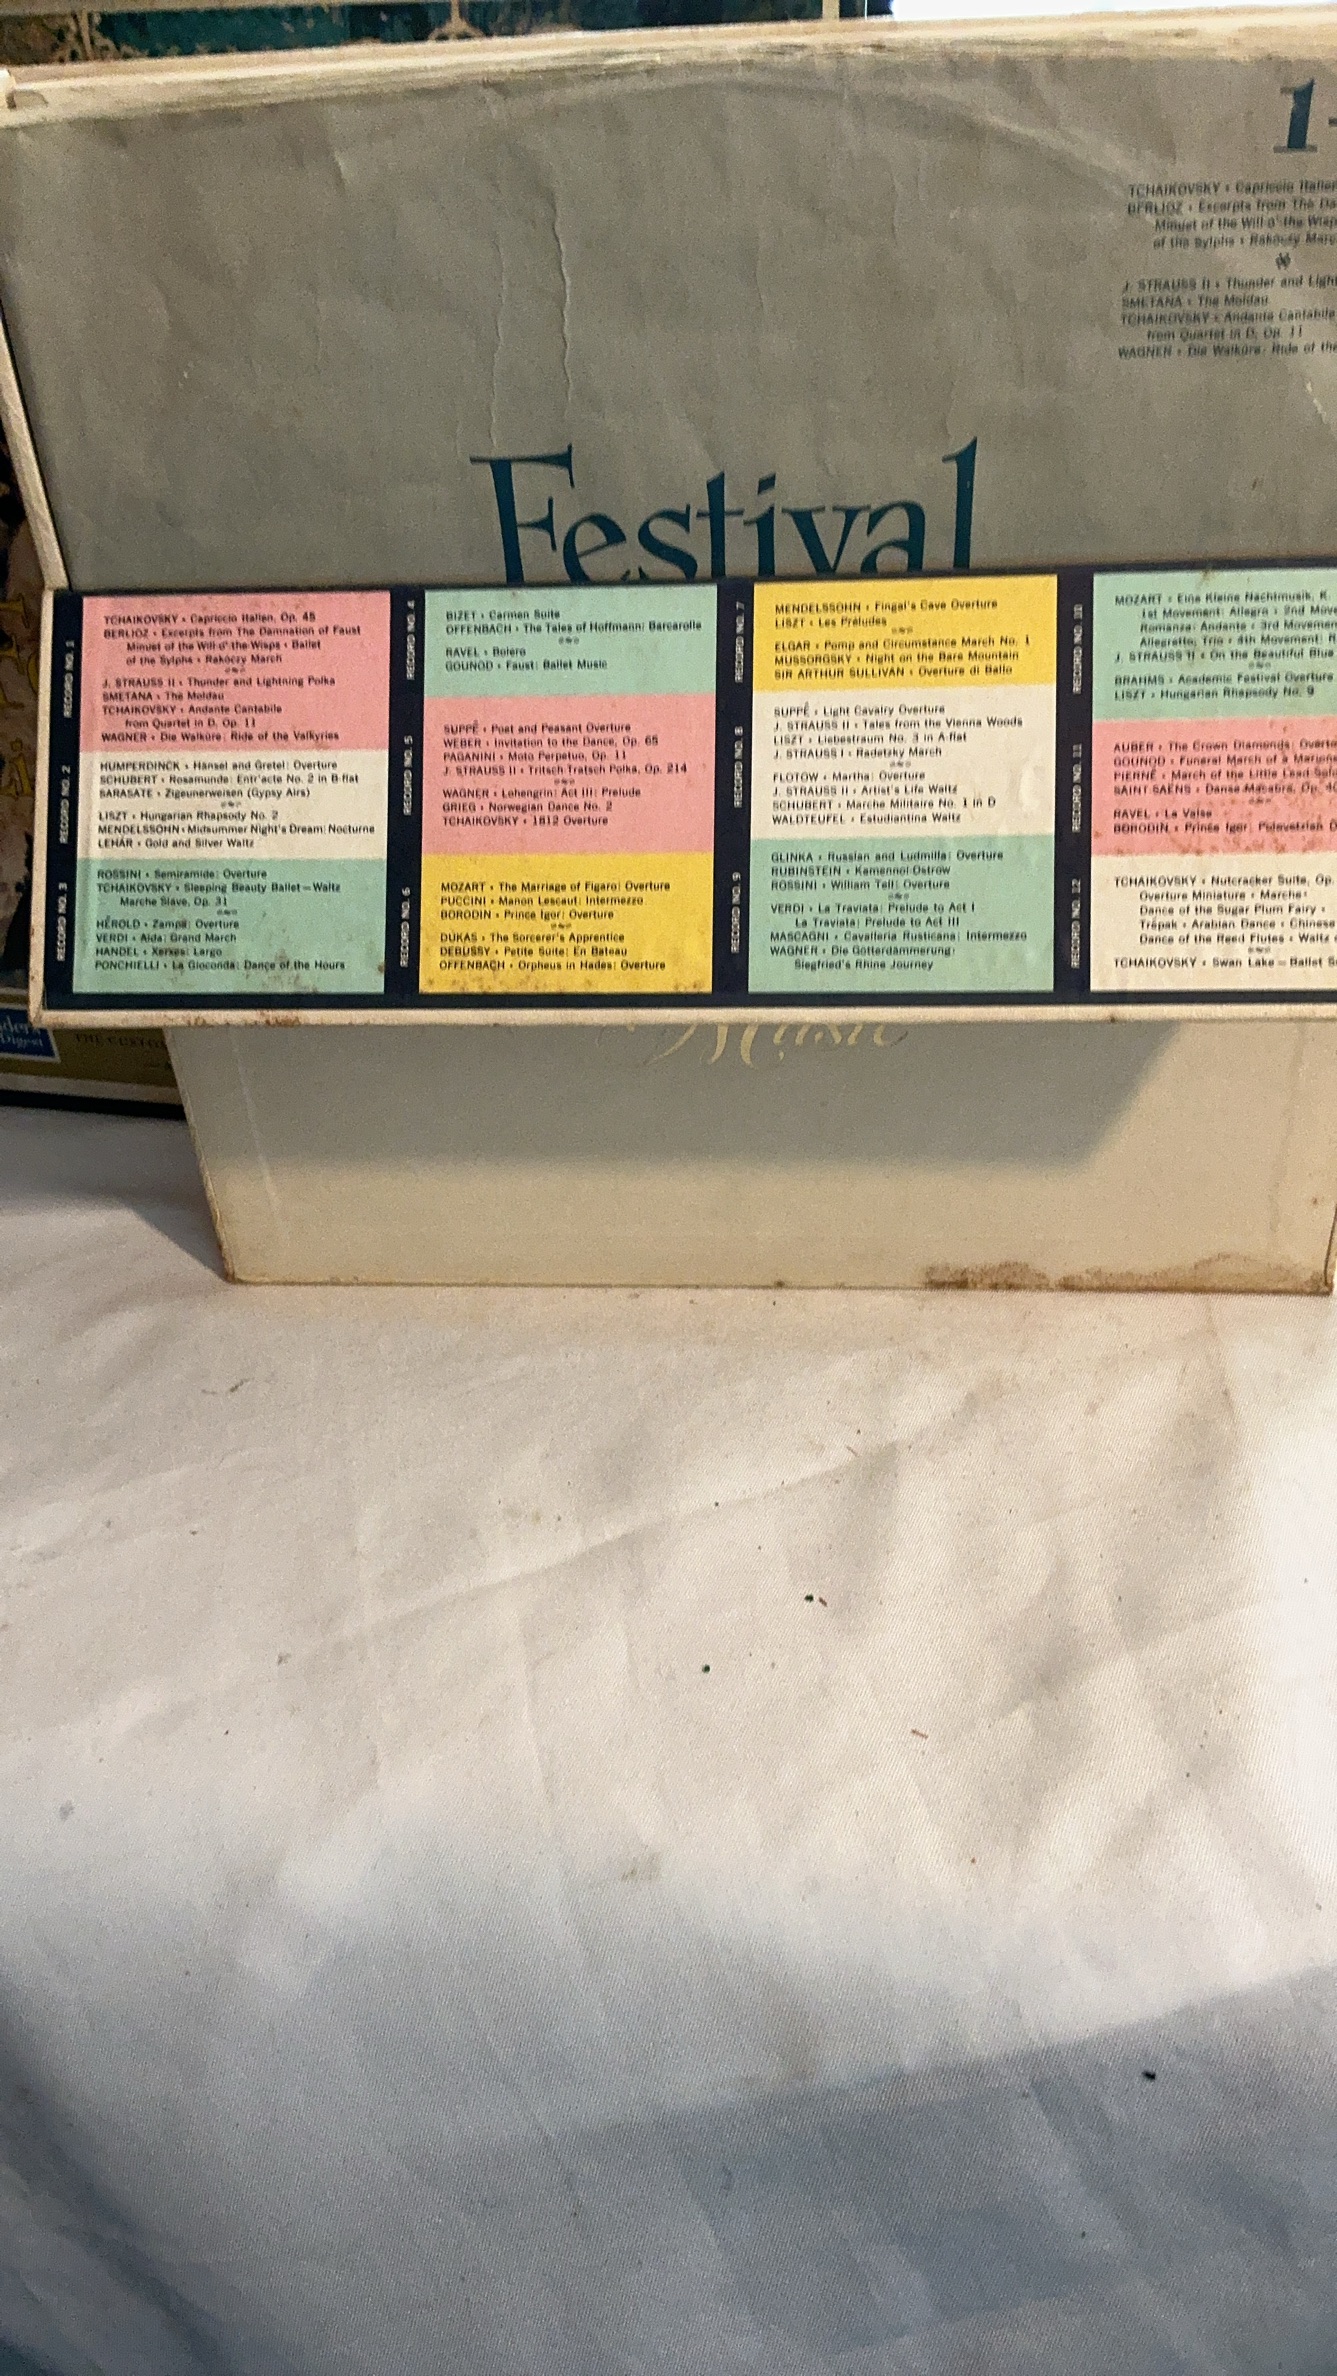 1
TCHAIKOVSKY • Capriccio Italien
BERLIOZ • Excerpts from The Da
Minuet of the Will o' the Wisp
of the Sylphs • Rakoczy Marc
J. STRAUSS II • Thunder and Light
SMETANA • The Moldau
TCHAIKOVSKY • Andante Cantabile
from Quartet in D, Op. 11
WAGNER • Die Walküre: Ride of the
Festival
RECORD NO. 1
TCHAIKOVSKY • Capriccio Italien, Op. 45
BERLIOZ • Excerpts from The Damnation of Faust
Minuet of the Will o' the Wisps • Ballet
of the Sylphs • Rakoczy March
J. STRAUSS II • Thunder and Lightning Polka
SMETANA • The Moldau
TCHAIKOVSKY • Andante Cantabile
from Quartet in D, Op. 11
WAGNER • Die Walküre: Ride of the Valkyries
RECORD NO. 2
HUMPERDINCK • Hansel and Gretel: Overture
SCHUBERT • Rosamunde: Entr'acte No. 2 in B-flat
SARASATE • Zigeunerweisen (Gypsy Airs)
LISZT • Hungarian Rhapsody No. 2
MENDELSSOHN • Midsummer Night's Dream: Nocturne
LEHÁR • Gold and Silver Waltz
RECORD NO. 3
ROSSINI • Semiramide: Overture
TCHAIKOVSKY • Sleeping Beauty Ballet—Waltz
Marche Slave, Op. 31
HÉROLD • Zampa: Overture
VERDI • Aida: Grand March
HANDEL • Xerxes: Largo
PONCHIELLI • La Gioconda: Dance of the Hours
RECORD NO. 4
BIZET • Carmen Suite
OFFENBACH • The Tales of Hoffmann: Barcarolle
RAVEL • Bolero
GOUNOD • Faust: Ballet Music
RECORD NO. 5
SUPPÉ • Poet and Peasant Overture
WEBER • Invitation to the Dance, Op. 65
PAGANINI • Moto Perpetuo, Op. 11
J. STRAUSS II • Tritsch-Tratsch Polka, Op. 214
WAGNER • Lohengrin: Act III: Prelude
GRIEG • Norwegian Dance No. 2
TCHAIKOVSKY • 1812 Overture
RECORD NO. 6
MOZART • The Marriage of Figaro: Overture
PUCCINI • Manon Lescaut: Intermezzo
BORODIN • Prince Igor: Overture
DUKAS • The Sorcerer's Apprentice
DEBUSSY • Petite Suite: En Bateau
OFFENBACH • Orpheus in Hades: Overture
RECORD NO. 7
MENDELSSOHN • Fingal's Cave Overture
LISZT • Les Préludes
ELGAR • Pomp and Circumstance March No. 1
MUSSORGSKY • Night on the Bare Mountain
SIR ARTHUR SULLIVAN • Overture di Ballo
RECORD NO. 8
SUPPÉ • Light Cavalry Overture
J. STRAUSS II • Tales from the Vienna Woods
LISZT • Liebestraum No. 3 in A-flat
J. STRAUSS I • Radetzky March
FLOTOW • Martha: Overture
J. STRAUSS II • Artist's Life Waltz
SCHUBERT • Marche Militaire No. 1 in D
WALDTEUFEL • Estudiantina Waltz
RECORD NO. 9
GLINKA • Russlan and Ludmilla: Overture
RUBINSTEIN • Kamennoi-Ostrow
ROSSINI • William Tell: Overture
VERDI • La Traviata: Prelude to Act I
La Traviata: Prelude to Act III
MASCAGNI • Cavalleria Rusticana: Intermezzo
WAGNER • Die Götterdämmerung:
Siegfried's Rhine Journey
RECORD NO. 10
MOZART • Eine Kleine Nachtmusik, K.
1st Movement: Allegro • 2nd Move
Romanza: Andante • 3rd Movemen
Allegretto; Trio • 4th Movement: R
J. STRAUSS II • On the Beautiful Blue
BRAHMS • Academic Festival Overture
LISZT • Hungarian Rhapsody No. 9
RECORD NO. 11
AUBER • The Crown Diamonds: Overtu
GOUNOD • Funeral March of a Marione
PIERNÉ • March of the Little Lead Sol
SAINT-SAËNS • Danse Macabre, Op. 40
RAVEL • La Valse
BORODIN • Prince Igor: Polovetzian D
RECORD NO. 12
TCHAIKOVSKY • Nutcracker Suite, Op.
Overture Miniature • Marche •
Dance of the Sugar Plum Fairy •
Trépak • Arabian Dance • Chinese
Dance of the Reed Flutes • Waltz o
TCHAIKOVSKY • Swan Lake—Ballet S
Music
Digest